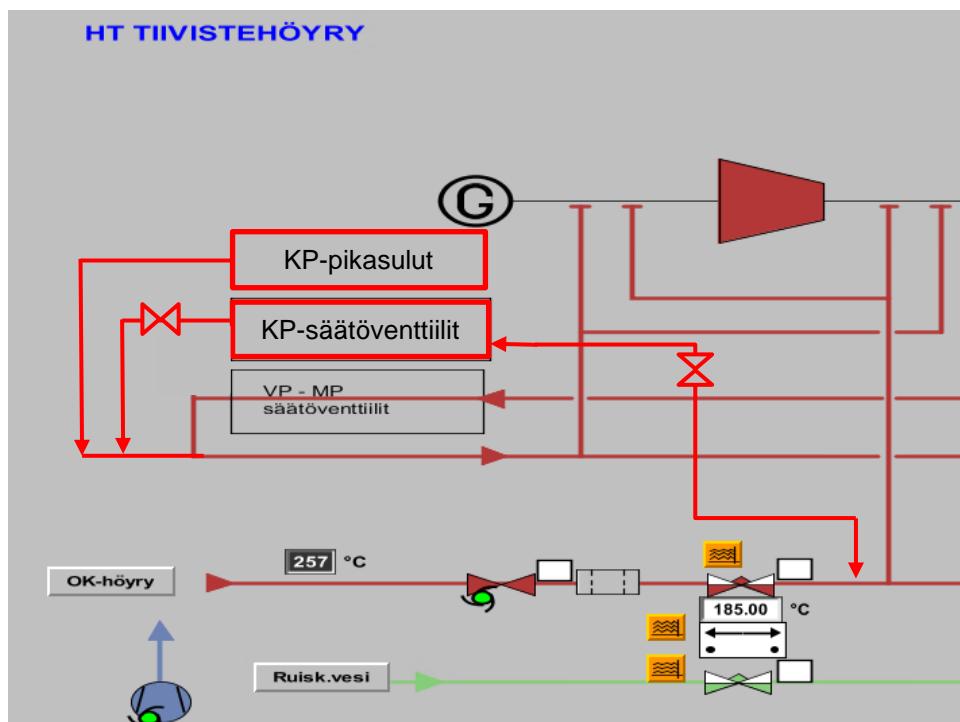 HT TIIVISTEHÖYRY
G
KP-pikasulut
KP-säätöventtiilit
VP - MP
säätöventtiilit
257 °C
OK-höyry
185.00 °C
Ruisk.vesi